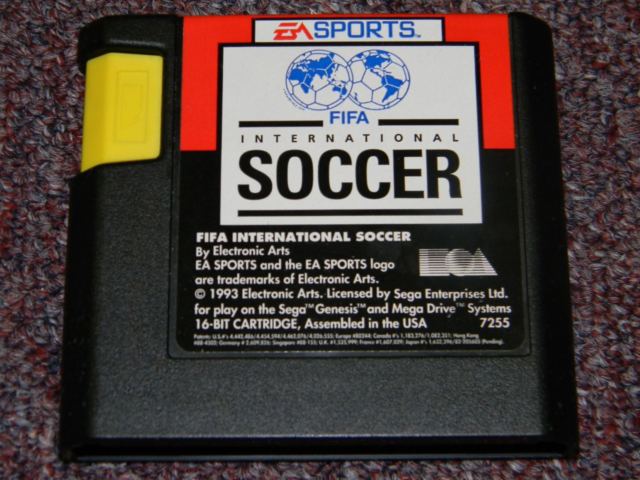 EA SPORTS™
FIFA
INTERNATIONAL
SOCCER
FIFA INTERNATIONAL SOCCER
By Electronic Arts
EA SPORTS and the EA SPORTS logo
are trademarks of Electronic Arts.
© 1993 Electronic Arts. Licensed by Sega Enterprises Ltd.
for play on the Sega™ Genesis™ and Mega Drive™ Systems
16-BIT CARTRIDGE, Assembled in the USA 7255